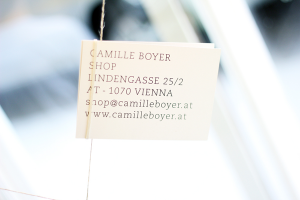 CAMILLE BOYER
SHOP
LINDENGASSE 25/2
AT - 1070 VIENNA
shop@camilleboyer.at
www.camilleboyer.at